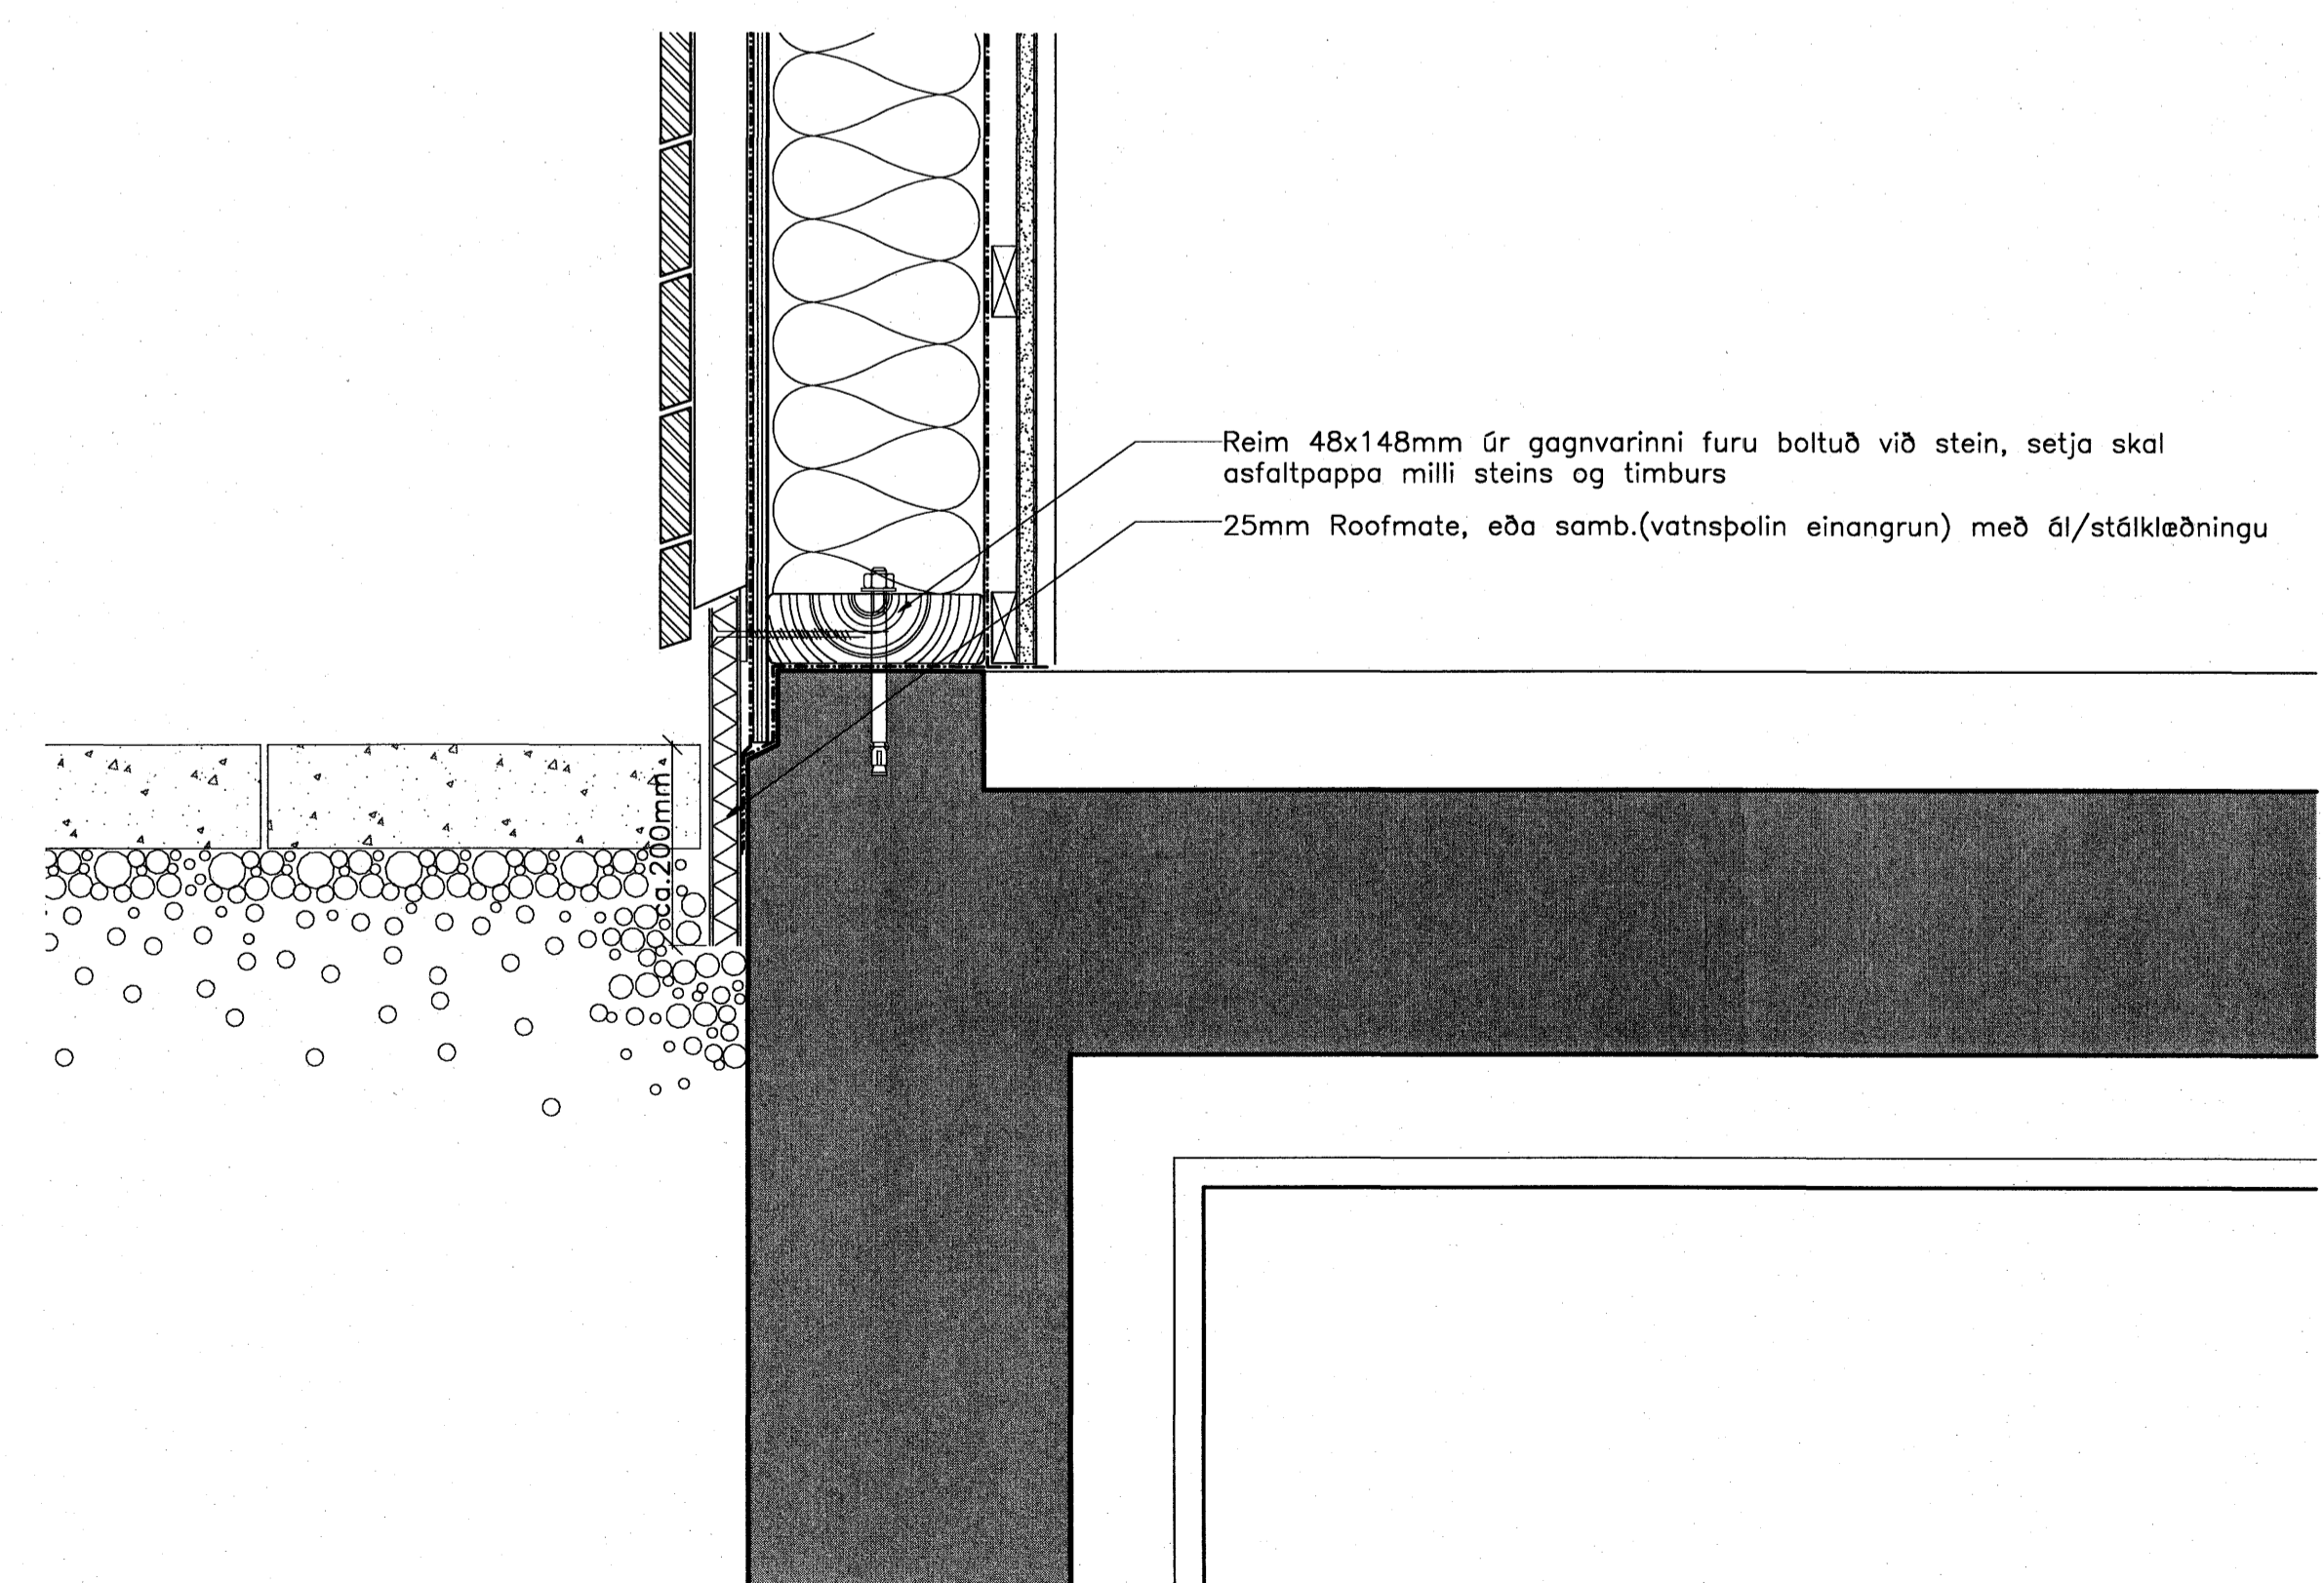 Reim 48x148mm úr gagnvarinni furu boltuð við stein, setja skal
asfaltpappa milli steins og timburs
25mm Roofmate, eða samb.(vatnsþolin einangrun) með ál/stálklæðningu
ca.200mm